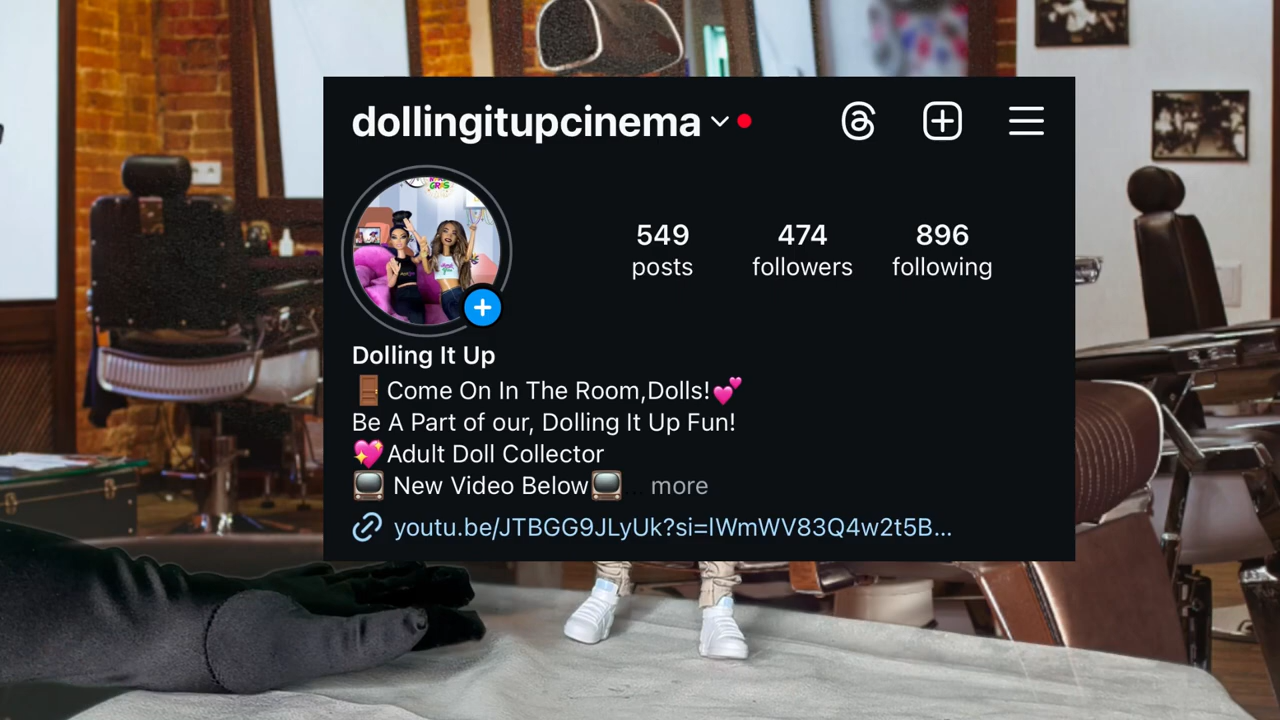 dollingitupcinema
549 474 896
posts followers following
Dolling It Up
🚪Come On In The Room,Dolls!💕
Be A Part of our, Dolling It Up Fun!
💖Adult Doll Collector
📺 New Video Below📺... more
youtu.be/JTBGG9JLyUk?si=lWmWV83Q4w2t5B...